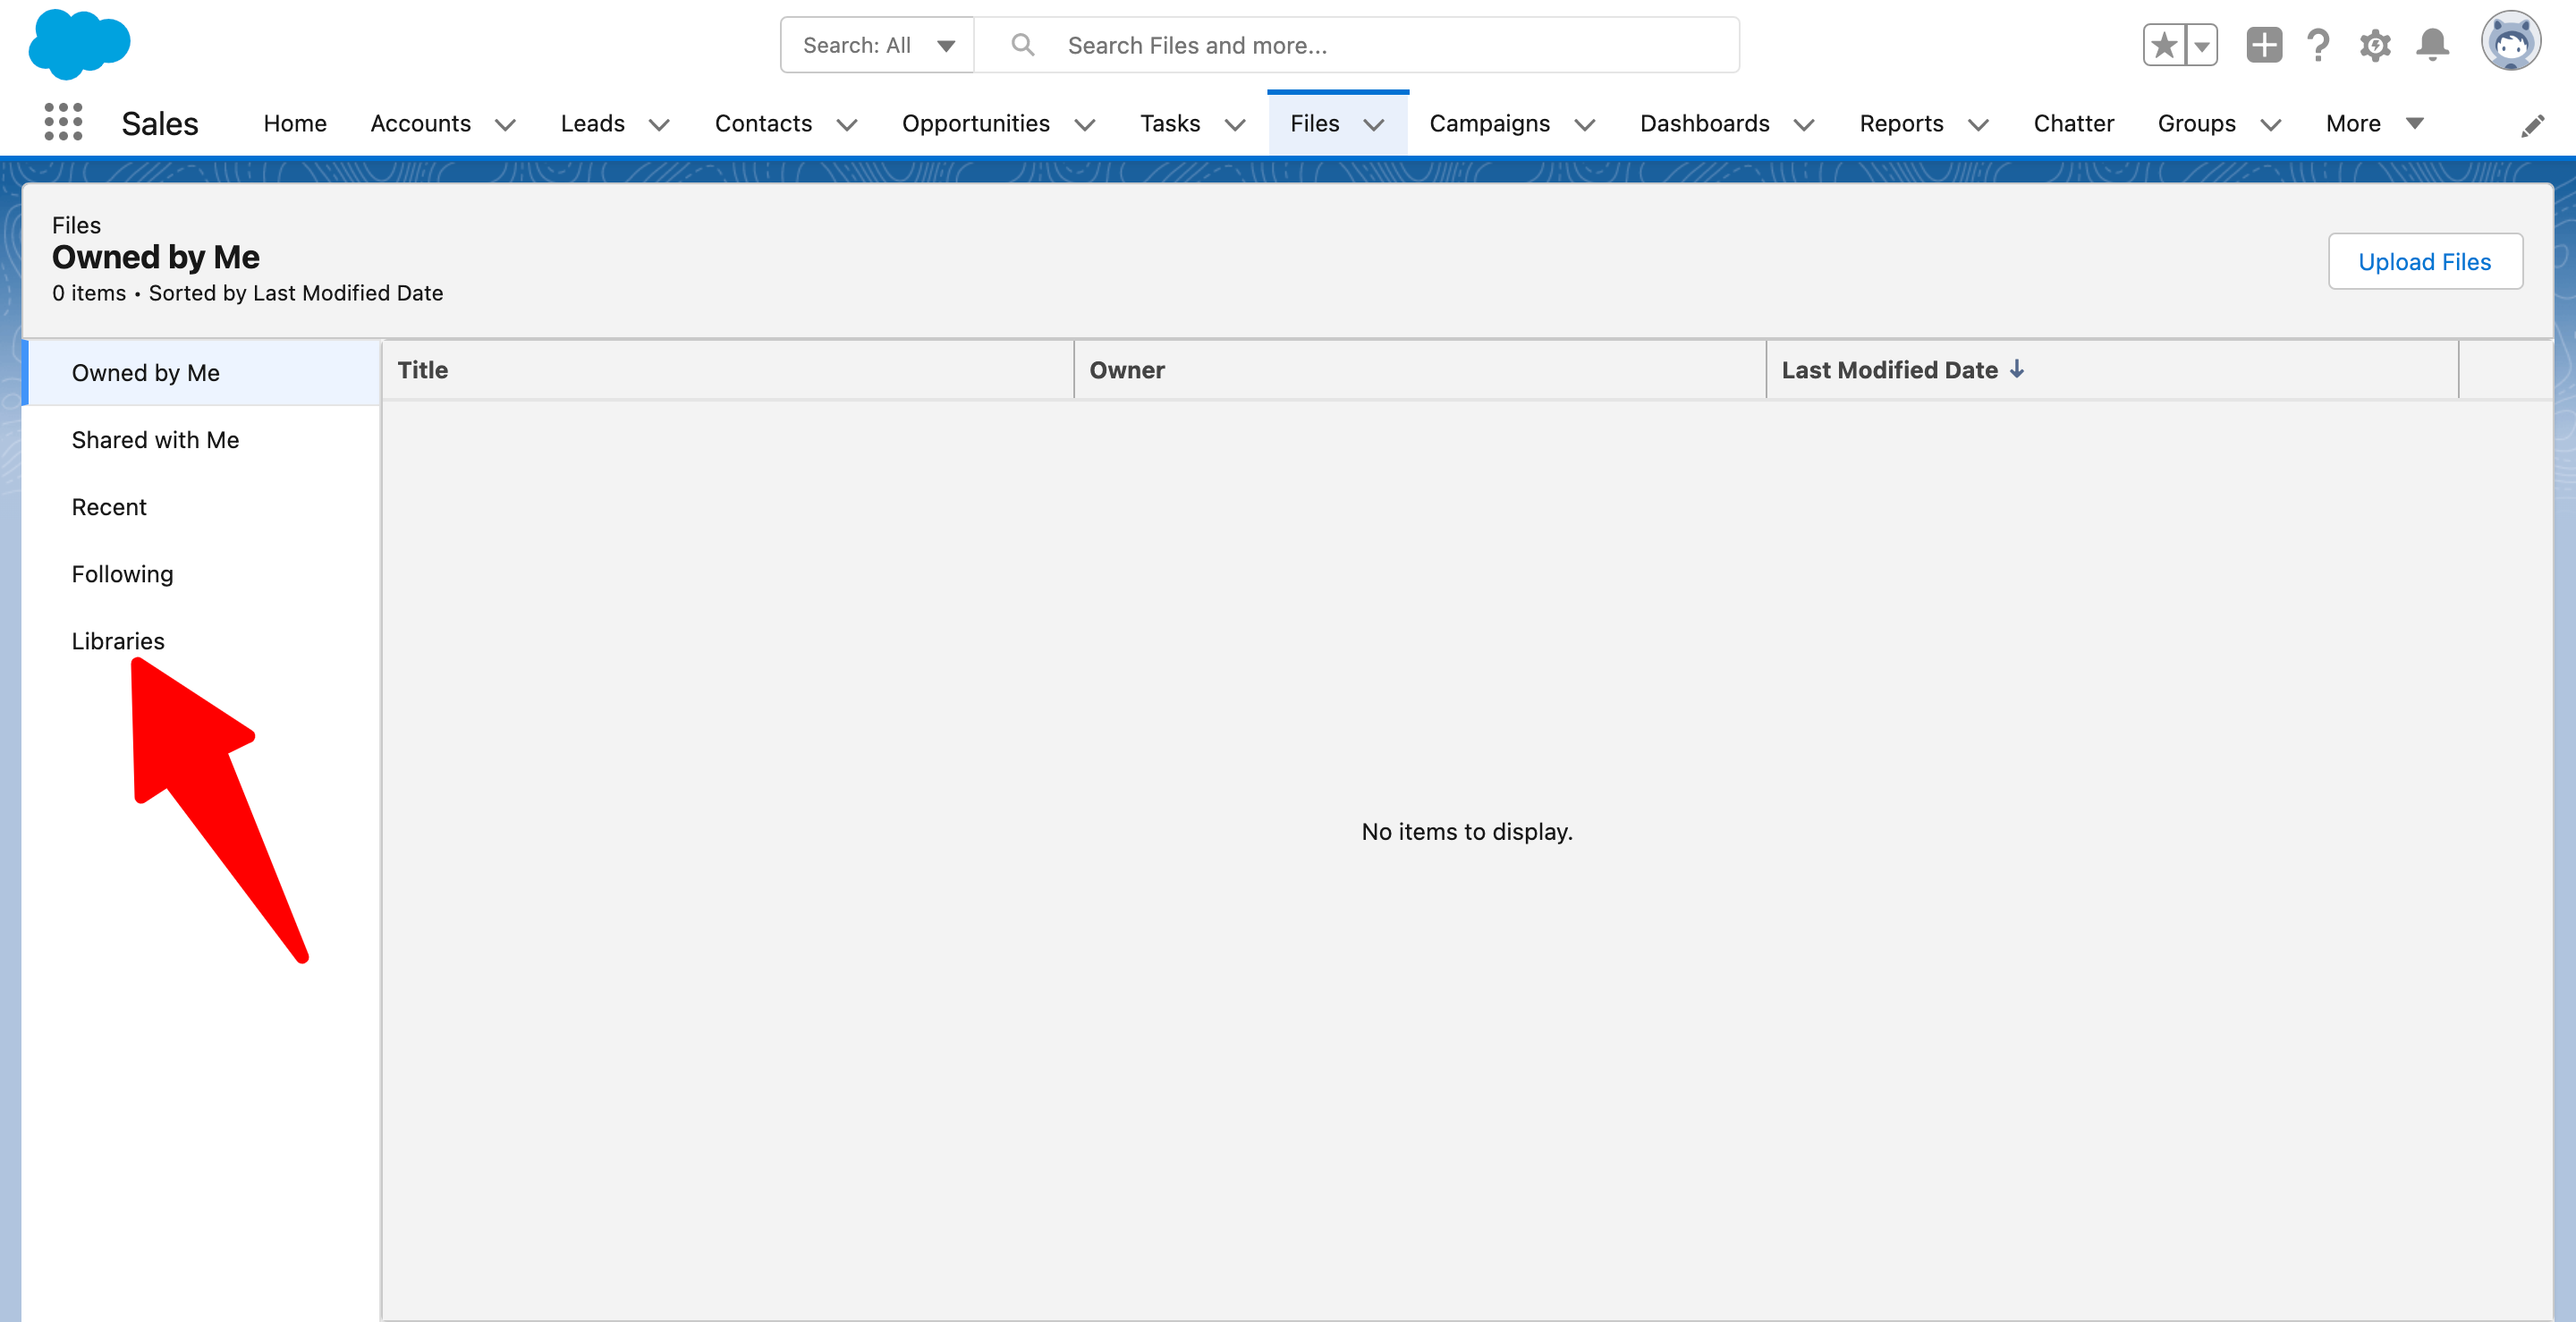 Search: All Search Files and more...
Sales Home Accounts Leads Contacts Opportunities Tasks Files Campaigns Dashboards Reports Chatter Groups More
Files
Owned by Me
0 items • Sorted by Last Modified Date
Upload Files
Owned by Me
Shared with Me
Recent
Following
Libraries
Title Owner Last Modified Date
No items to display.